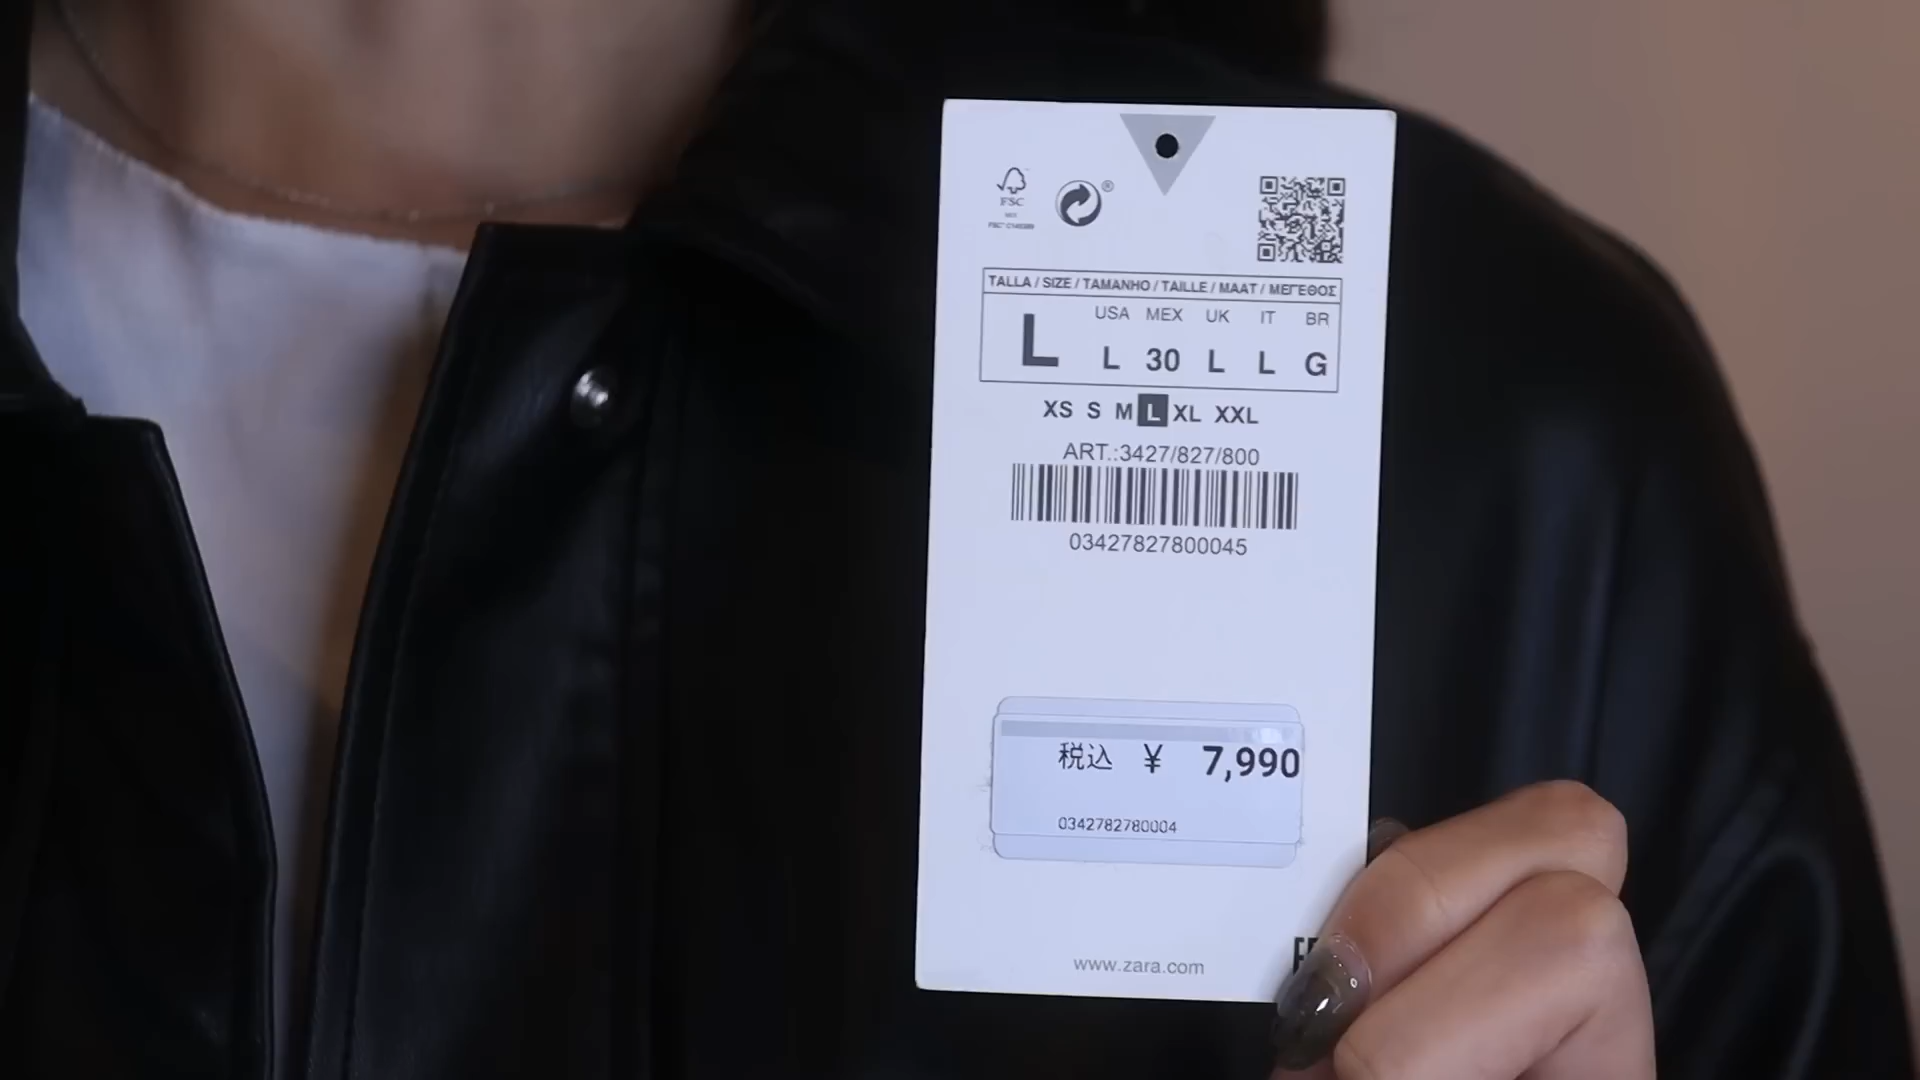 FSC
TALLA / SIZE / TAMANHO / TAILLE / MAAT / ΜΕΓΕΘΟΣ
USA MEX UK IT BR
L L 30 L L G
XS S M L XL XXL
ART.:3427/827/800
03427827800045
税込 ¥ 7,990
0342782780004
www.zara.com